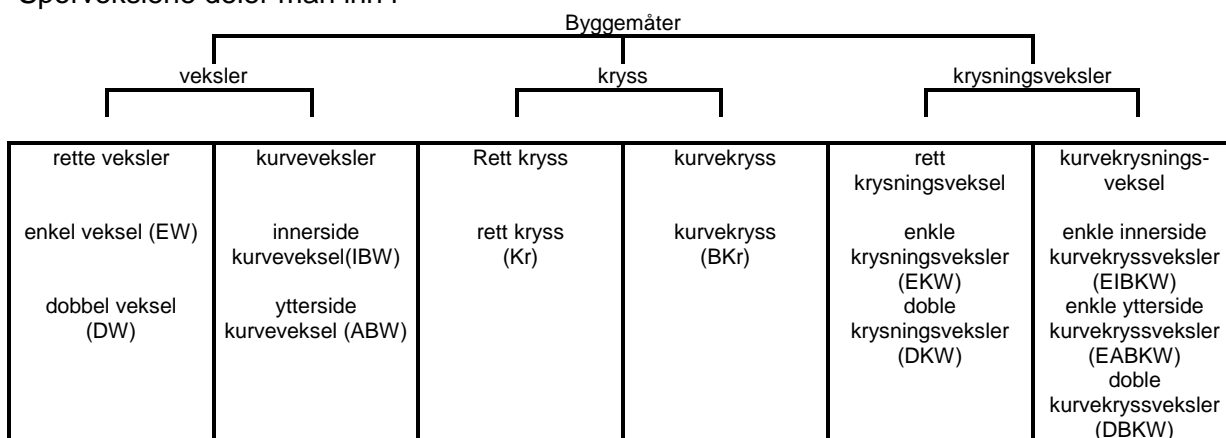 Sporvekslene deler man inn i
Byggemåter
veksler
kryss
krysningsveksler
rette veksler
enkel veksel (EW)
dobbel veksel
(DW)
kurveveksler
innerside
kurveveksel(IBW)
ytterside
kurveveksel (ABW)
Rett kryss
rett kryss
(Kr)
kurvekryss
kurvekryss
(BKr)
rett
krysningsveksel
enkle
krysningsveksler
(EKW)
doble
krysningsveksler
(DKW)
kurvekrysnings-
veksel
enkle innerside
kurvekryssveksler
(EIBKW)
enkle ytterside
kurvekryssveksler
(EABKW)
doble
kurvekryssveksler
(DBKW)